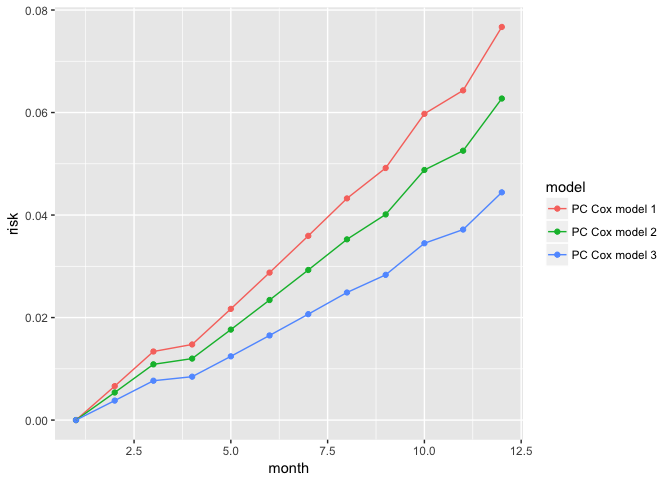 0.08
0.06
0.04
0.02
0.00
risk
2.5 5.0 7.5 10.0 12.5
month
model
PC Cox model 1
PC Cox model 2
PC Cox model 3